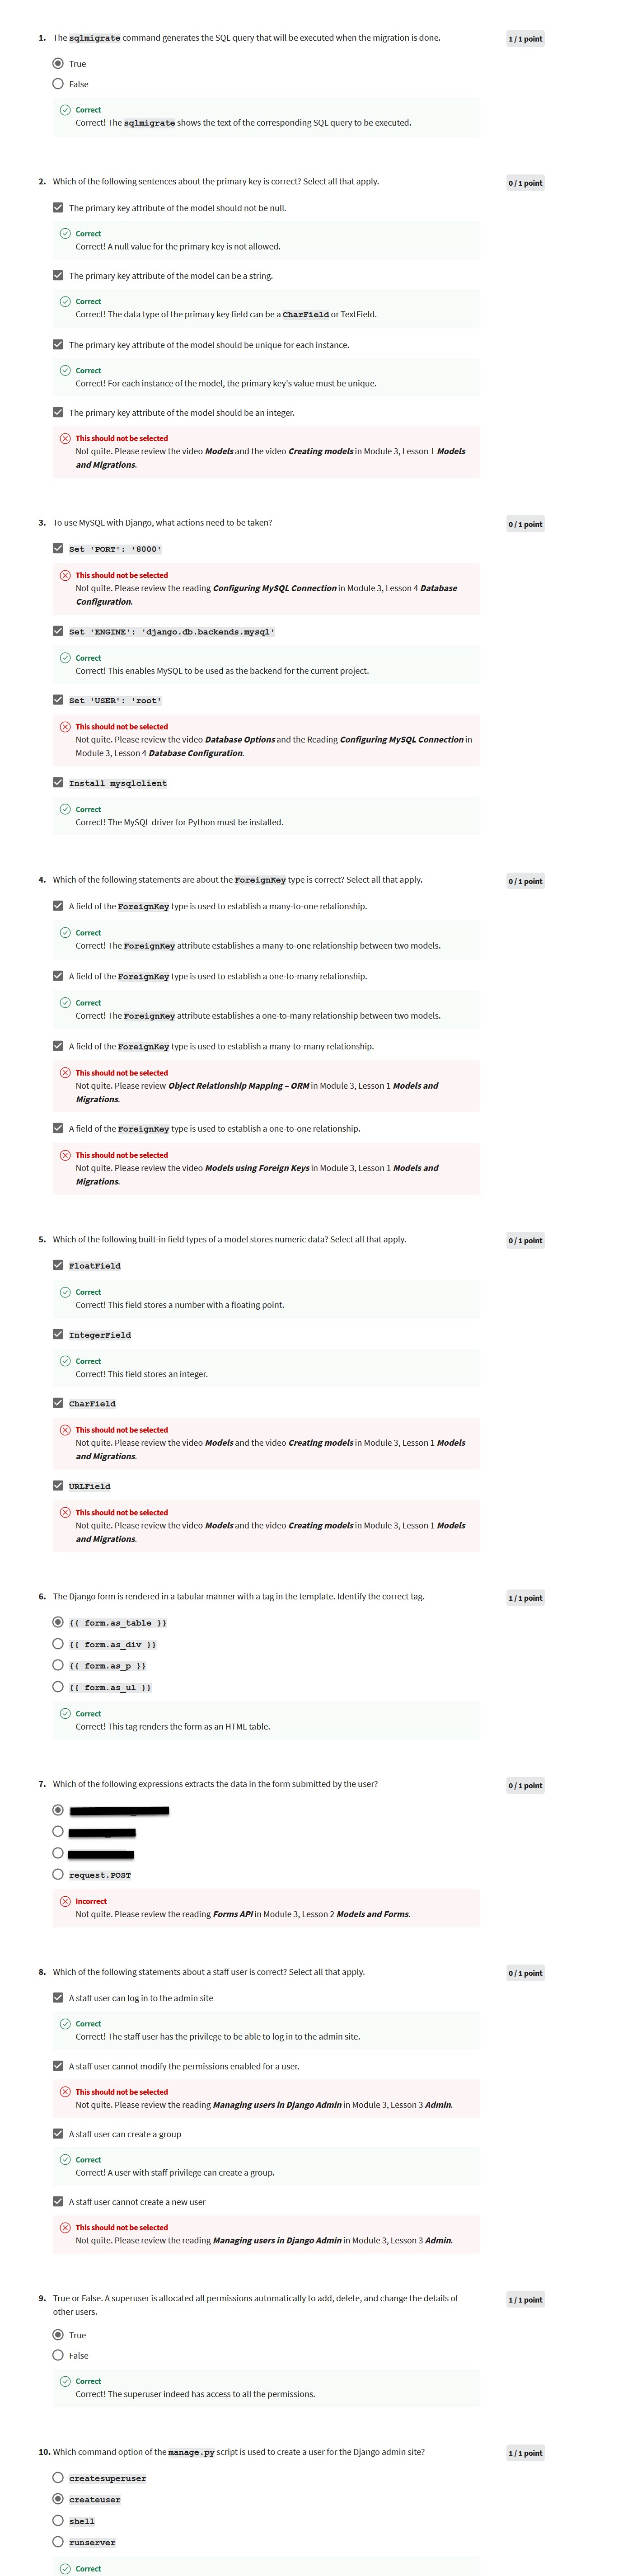 1. The sqlmigrate command generates the SQL query that will be executed when the migration is done.
1 / 1 point
True
False
Correct
Correct! The sqlmigrate shows the text of the corresponding SQL query to be executed.
2. Which of the following sentences about the primary key is correct? Select all that apply.
0 / 1 point
The primary key attribute of the model should not be null.
Correct
Correct! A null value for the primary key is not allowed.
The primary key attribute of the model can be a string.
Correct
Correct! The data type of the primary key field can be a CharField or TextField.
The primary key attribute of the model should be unique for each instance.
Correct
Correct! For each instance of the model, the primary key's value must be unique.
The primary key attribute of the model should be an integer.
This should not be selected
Not quite. Please review the video Models and the video Creating models in Module 3, Lesson 1 Models
and Migrations.
3. To use MySQL with Django, what actions need to be taken?
0 / 1 point
Set 'PORT': '8000'
This should not be selected
Not quite. Please review the reading Configuring MySQL Connection in Module 3, Lesson 4 Database
Configuration.
Set 'ENGINE': 'django.db.backends.mysql'
Correct
Correct! This enables MySQL to be used as the backend for the current project.
Set 'USER': 'root'
This should not be selected
Not quite. Please review the video Database Options and the Reading Configuring MySQL Connection in
Module 3, Lesson 4 Database Configuration.
Install mysqlclient
Correct
Correct! The MySQL driver for Python must be installed.
4. Which of the following statements are about the ForeignKey type is correct? Select all that apply.
0 / 1 point
A field of the ForeignKey type is used to establish a many-to-one relationship.
Correct
Correct! The ForeignKey attribute establishes a many-to-one relationship between two models.
A field of the ForeignKey type is used to establish a one-to-many relationship.
Correct
Correct! The ForeignKey attribute establishes a one-to-many relationship between two models.
A field of the ForeignKey type is used to establish a many-to-many relationship.
This should not be selected
Not quite. Please review Object Relationship Mapping – ORM in Module 3, Lesson 1 Models and
Migrations.
A field of the ForeignKey type is used to establish a one-to-one relationship.
This should not be selected
Not quite. Please review the video Models using Foreign Keys in Module 3, Lesson 1 Models and
Migrations.
5. Which of the following built-in field types of a model stores numeric data? Select all that apply.
0 / 1 point
FloatField
Correct
Correct! This field stores a number with a floating point.
IntegerField
Correct
Correct! This field stores an integer.
CharField
This should not be selected
Not quite. Please review the video Models and the video Creating models in Module 3, Lesson 1 Models
and Migrations.
URLField
This should not be selected
Not quite. Please review the video Models and the video Creating models in Module 3, Lesson 1 Models
and Migrations.
6. The Django form is rendered in a tabular manner with a tag in the template. Identify the correct tag.
1 / 1 point
{{ form.as_table }}
{{ form.as_div }}
{{ form.as_p }}
{{ form.as_ul }}
Correct
Correct! This tag renders the form as an HTML table.
7. Which of the following expressions extracts the data in the form submitted by the user?
0 / 1 point
request.POST
Incorrect
Not quite. Please review the reading Forms API in Module 3, Lesson 2 Models and Forms.
8. Which of the following statements about a staff user is correct? Select all that apply.
0 / 1 point
A staff user can log in to the admin site
Correct
Correct! The staff user has the privilege to be able to log in to the admin site.
A staff user cannot modify the permissions enabled for a user.
This should not be selected
Not quite. Please review the reading Managing users in Django Admin in Module 3, Lesson 3 Admin.
A staff user can create a group
Correct
Correct! A user with staff privilege can create a group.
A staff user cannot create a new user
This should not be selected
Not quite. Please review the reading Managing users in Django Admin in Module 3, Lesson 3 Admin.
9. True or False. A superuser is allocated all permissions automatically to add, delete, and change the details of
other users.
1 / 1 point
True
False
Correct
Correct! The superuser indeed has access to all the permissions.
10. Which command option of the manage.py script is used to create a user for the Django admin site?
1 / 1 point
createsuperuser
createuser
shell
runserver
Correct